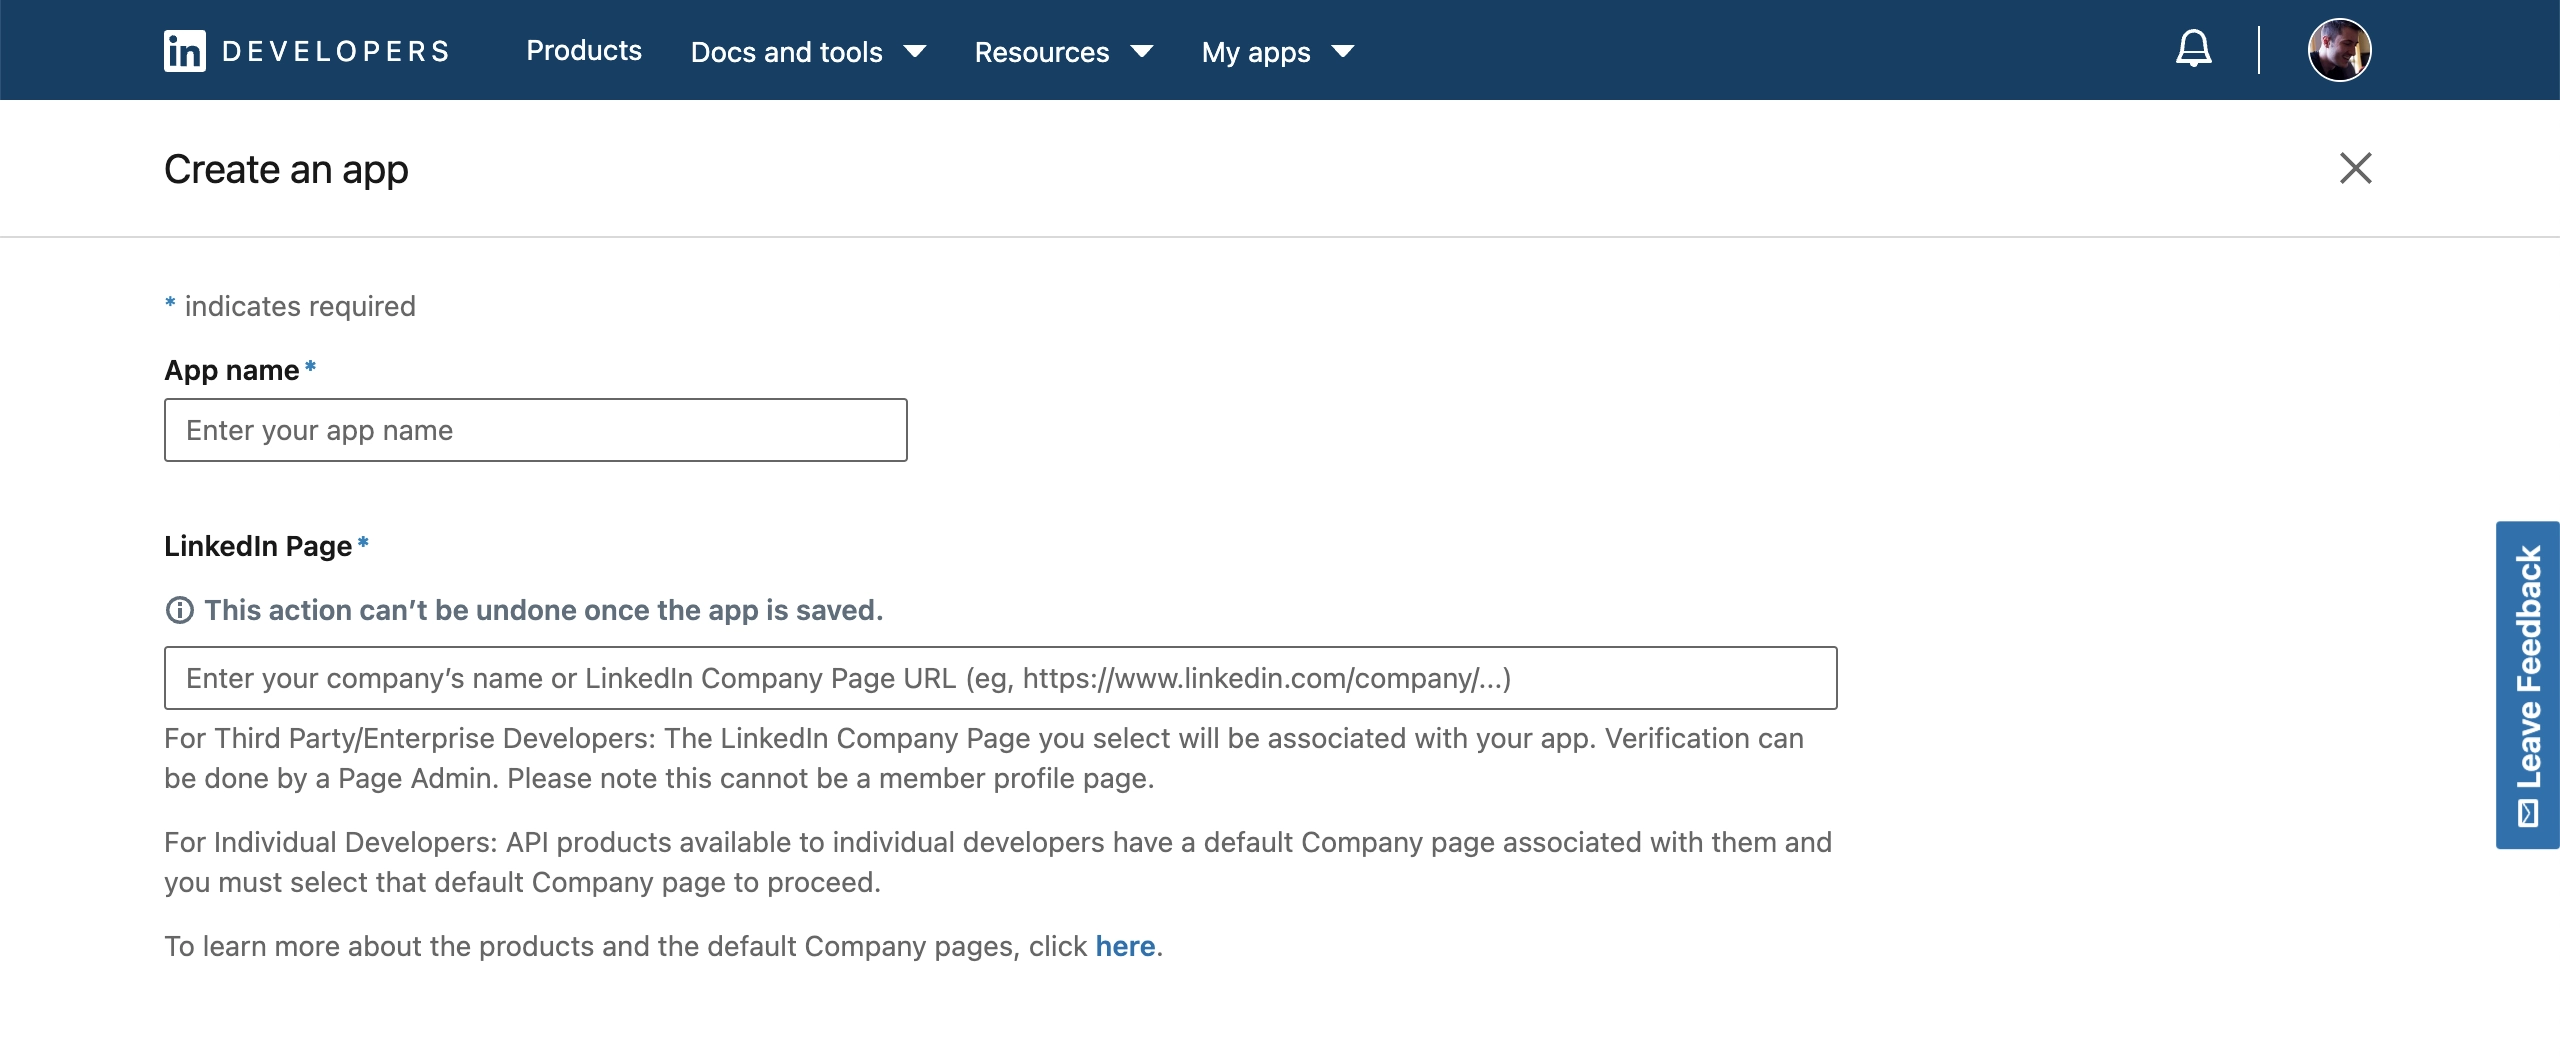 in DEVELOPERS Products Docs and tools Resources My apps
Create an app
* indicates required
App name*
Enter your app name
LinkedIn Page*
This action can’t be undone once the app is saved.
Enter your company’s name or LinkedIn Company Page URL (eg, https://www.linkedin.com/company/...)
For Third Party/Enterprise Developers: The LinkedIn Company Page you select will be associated with your app. Verification can
be done by a Page Admin. Please note this cannot be a member profile page.
For Individual Developers: API products available to individual developers have a default Company page associated with them and
you must select that default Company page to proceed.
To learn more about the products and the default Company pages, click here.
Leave Feedback